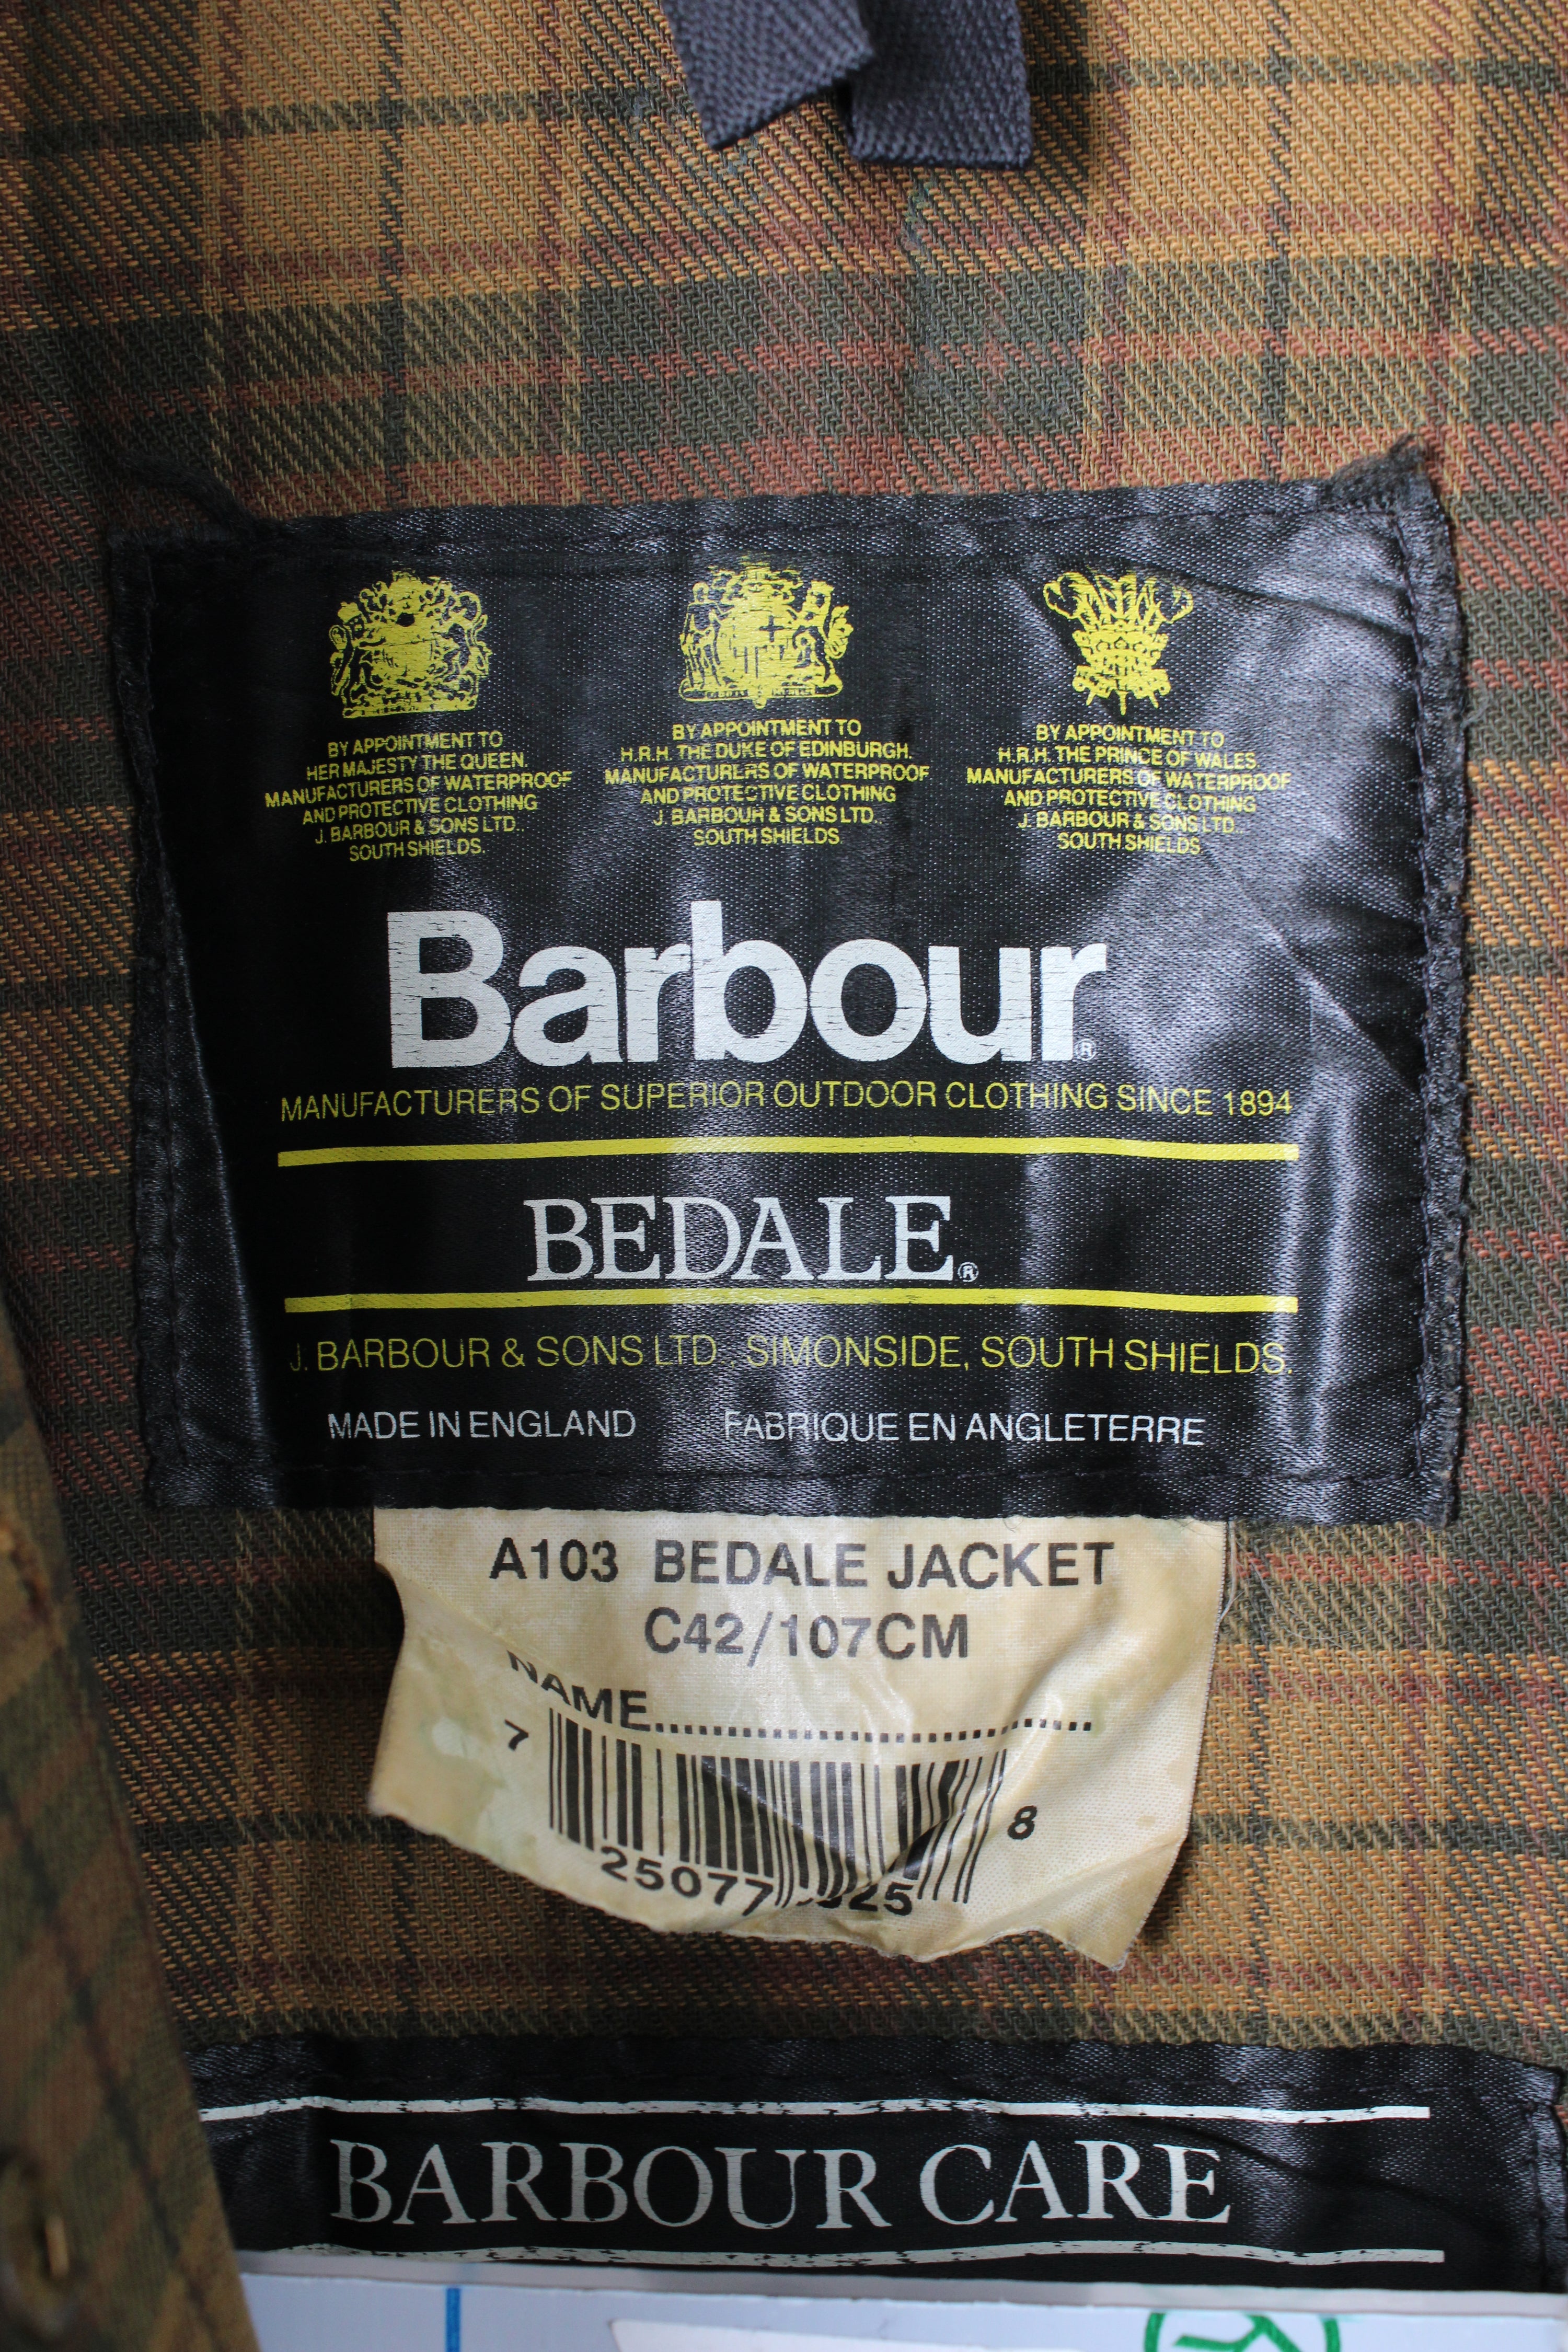 BY APPOINTMENT TO
HER MAJESTY THE QUEEN.
MANUFACTURERS OF WATERPROOF
AND PROTECTIVE CLOTHING
J. BARBOUR & SONS LTD.
SOUTH SHIELDS.
BY APPOINTMENT TO
H.R.H. THE DUKE OF EDINBURGH.
MANUFACTURERS OF WATERPROOF
AND PROTECTIVE CLOTHING
J. BARBOUR & SONS LTD.
SOUTH SHIELDS.
BY APPOINTMENT TO
H.R.H. THE PRINCE OF WALES
MANUFACTURERS OF WATERPROOF
AND PROTECTIVE CLOTHING
J. BARBOUR & SONS LTD.
SOUTH SHIELDS.
Barbour®
MANUFACTURERS OF SUPERIOR OUTDOOR CLOTHING SINCE 1894
BEDALE®
J. BARBOUR & SONS LTD., SIMONSIDE, SOUTH SHIELDS.
MADE IN ENGLAND FABRIQUE EN ANGLETERRE
A103 BEDALE JACKET
C42/107CM
NAME..............................
7 25077 8
BARBOUR CARE